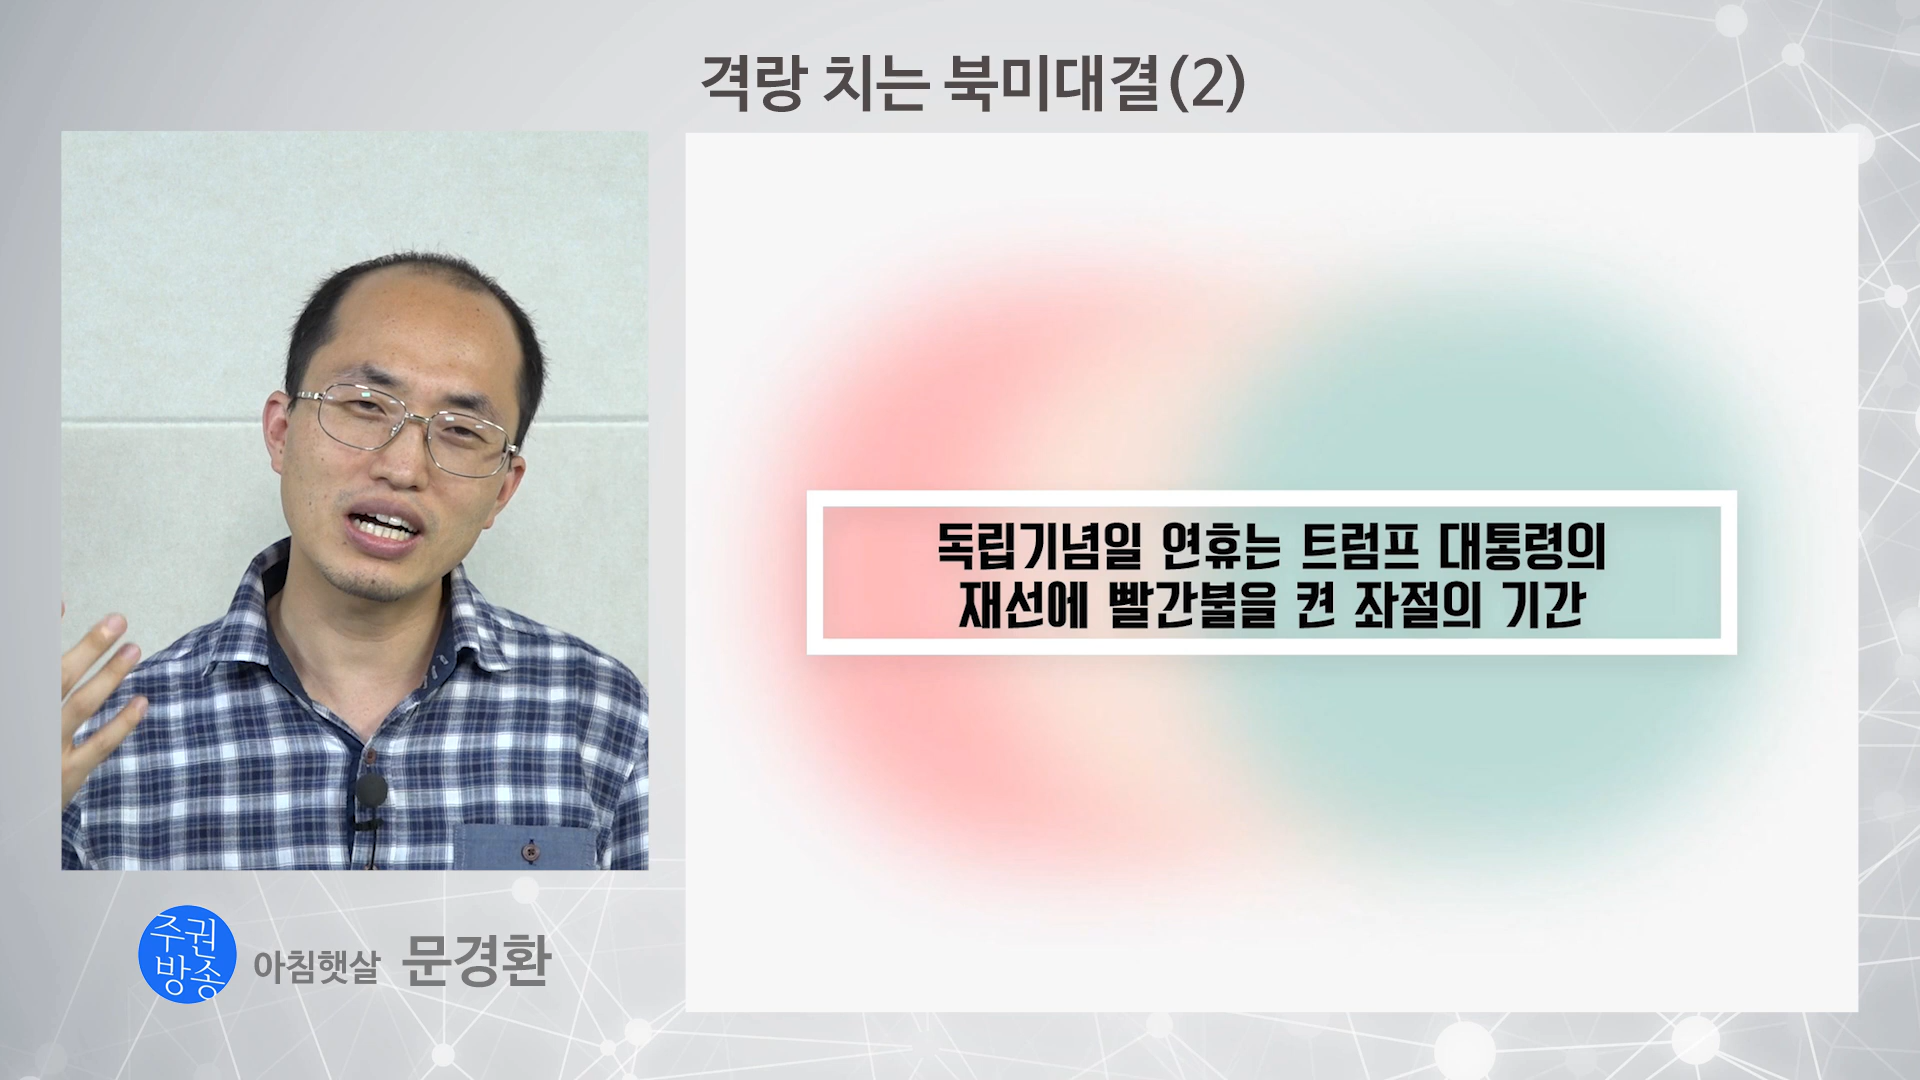 격랑 치는 북미대결(2)
독립기념일 연휴는 트럼프 대통령의
재선에 빨간불을 켠 좌절의 기간
주권
방송
아침햇살 문경환